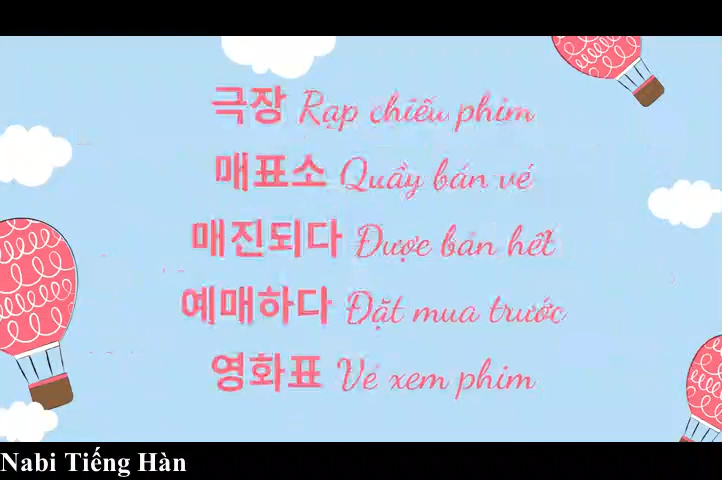 극장 Rạp chiếu phim
매표소 Quầy bán vé
매진되다 Được bán hết
예매하다 Đặt mua trước
영화표 Vé xem phim
Nabi Tiếng Hàn